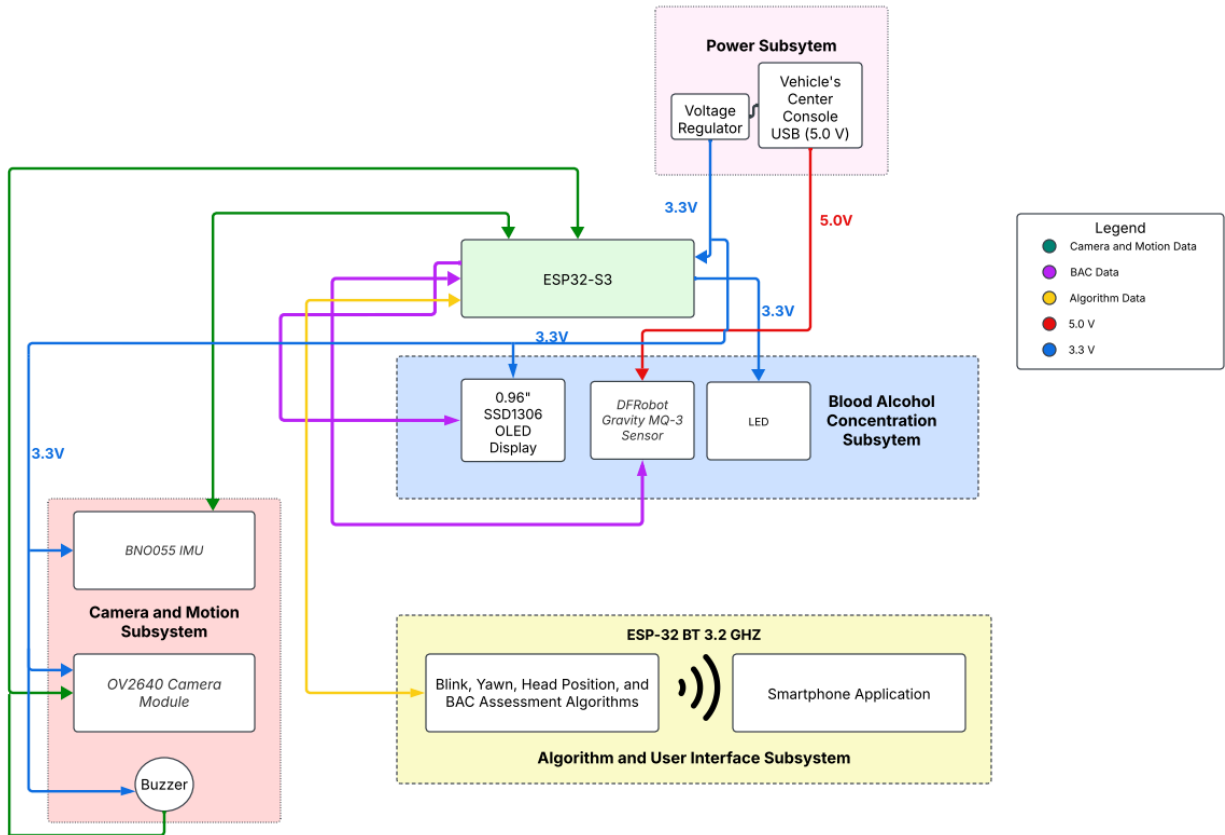 Power Subsytem
Voltage
Regulator
Vehicle's
Center
Console
USB (5.0 V)
3.3V
5.0V
Legend
Camera and Motion Data
BAC Data
Algorithm Data
5.0 V
3.3 V
ESP32-S3
3.3V
3.3V
0.96"
SSD1306
OLED
Display
DFRobot
Gravity MQ-3
Sensor
LED
Blood Alcohol
Concentration
Subsytem
3.3V
BNO055 IMU
Camera and Motion
Subsystem
OV2640 Camera
Module
Buzzer
ESP-32 BT 3.2 GHZ
Blink, Yawn, Head Position, and
BAC Assessment Algorithms
Smartphone Application
Algorithm and User Interface Subsystem